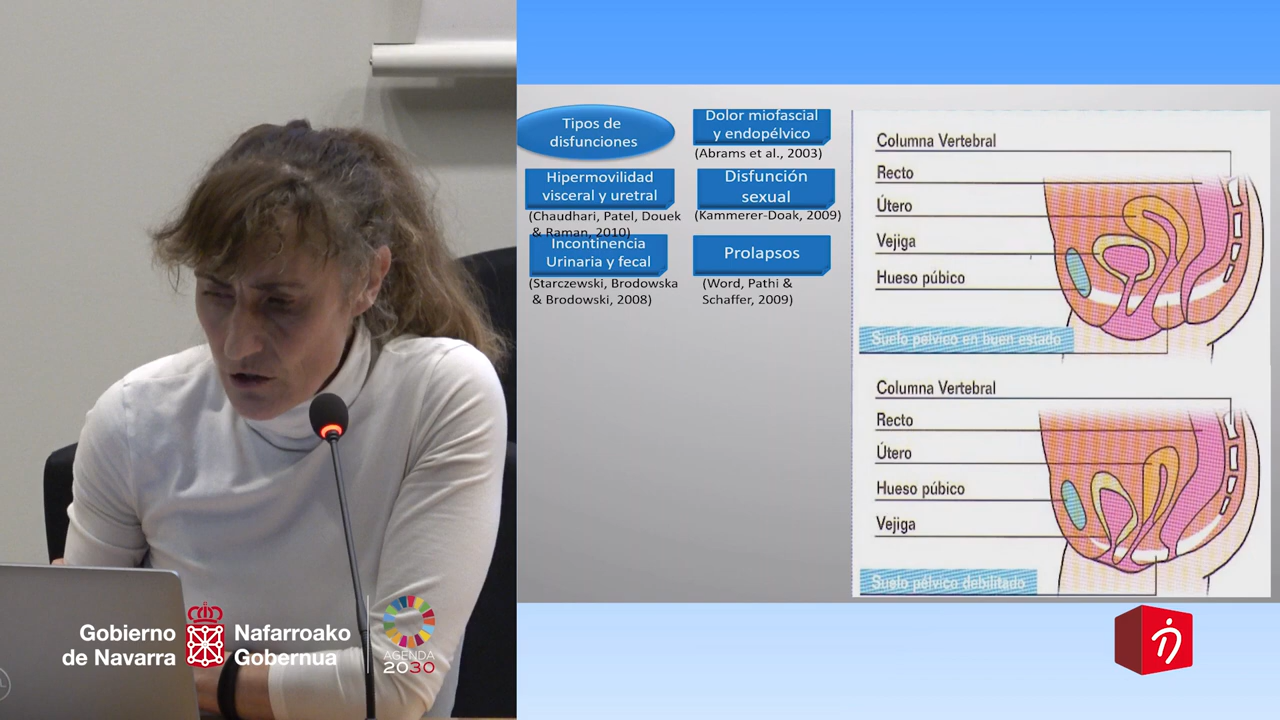 Tipos de
disfunciones
Dolor miofascial
y endopélvico
(Abrams et al., 2003)
Hipermovilidad
visceral y uretral
(Chaudhari, Patel, Douek
& Raman, 2010)
Disfunción
sexual
(Kammerer-Doak, 2009)
Incontinencia
Urinaria y fecal
(Starczewski, Brodowska
& Brodowski, 2008)
Prolapsos
(Word, Pathi &
Schaffer, 2009)
Columna Vertebral
Recto
Útero
Vejiga
Hueso púbico
Suelo pélvico en buen estado
Columna Vertebral
Recto
Útero
Hueso púbico
Vejiga
Suelo pélvico debilitado
Gobierno
de Navarra
Nafarroako
Gobernua
AGENDA
2030